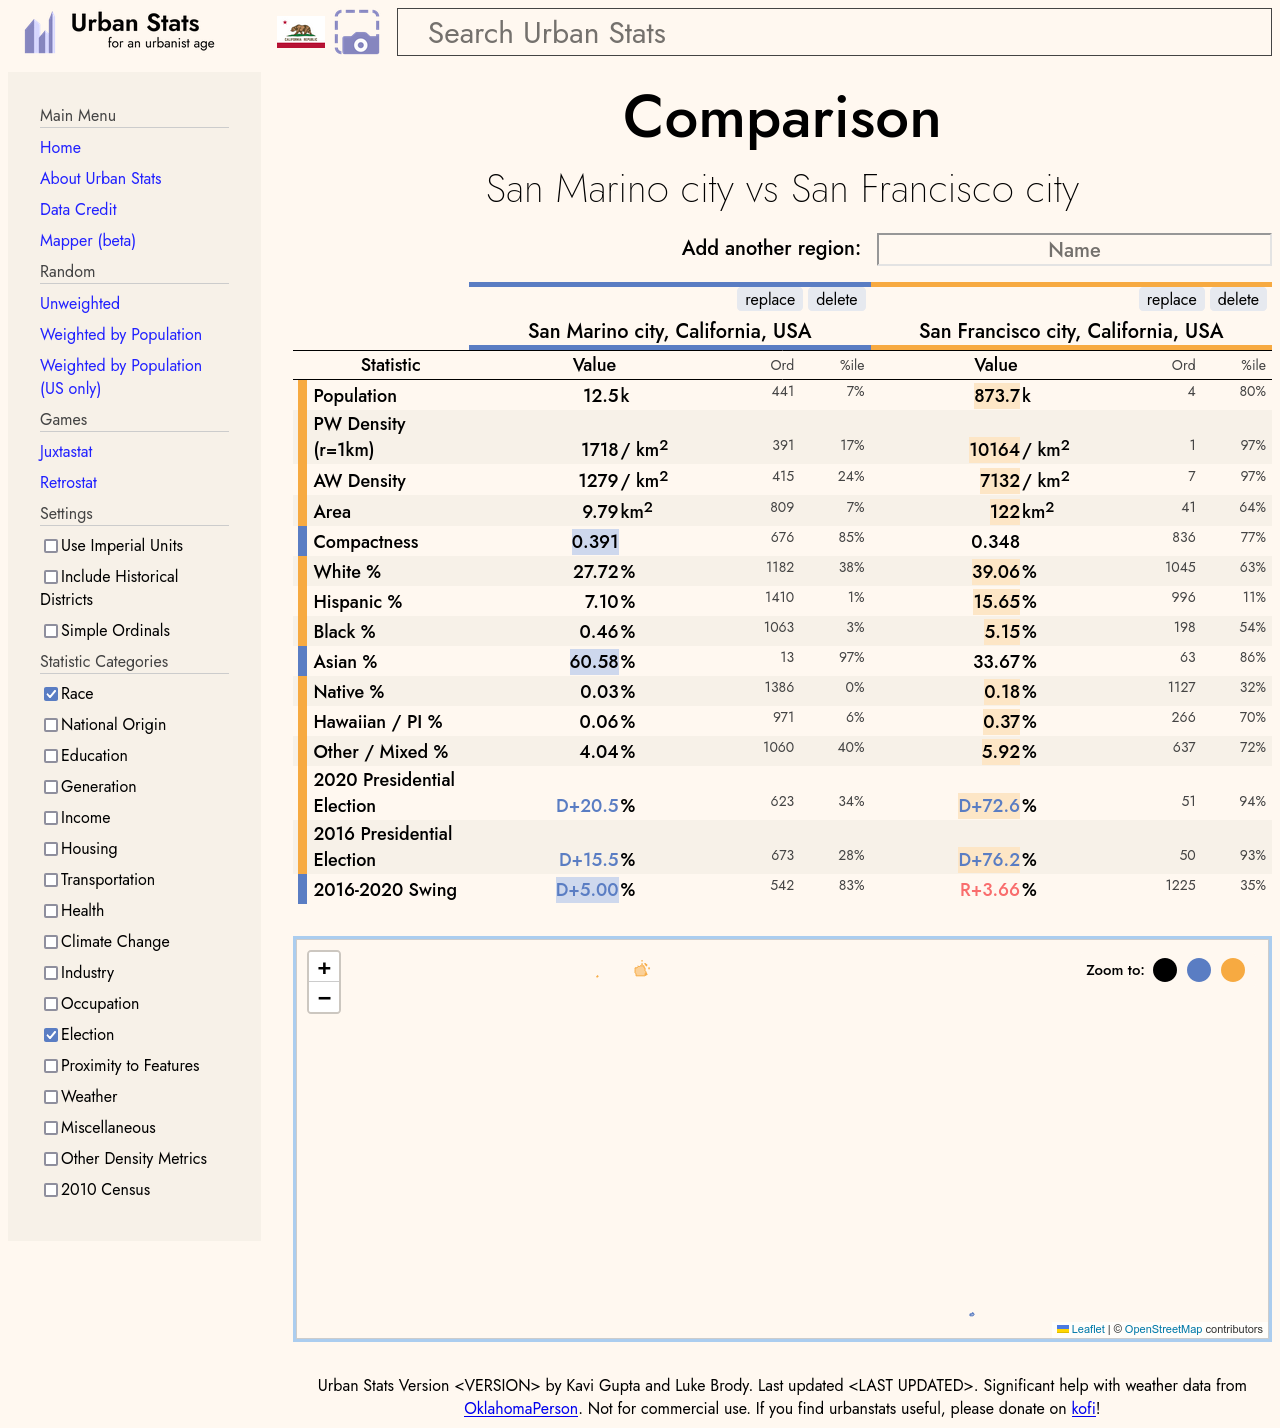 Urban Stats
for an urbanist age
CALIFORNIA REPUBLIC
Search Urban Stats
Main Menu
Home
About Urban Stats
Data Credit
Mapper (beta)
Random
Unweighted
Weighted by Population
Weighted by Population
(US only)
Games
Juxtastat
Retrostat
Settings
Use Imperial Units
Include Historical
Districts
Simple Ordinals
Statistic Categories
Race
National Origin
Education
Generation
Income
Housing
Transportation
Health
Climate Change
Industry
Occupation
Election
Proximity to Features
Weather
Miscellaneous
Other Density Metrics
2010 Census
Comparison
San Marino city vs San Francisco city
Add another region: Name
replace delete replace delete
San Marino city, California, USA San Francisco city, California, USA
Statistic Value Ord %ile Value Ord %ile
Population 12.5k 441 7% 873.7k 4 80%
PW Density
(r=1km) 1718 / km² 391 17% 10164 / km² 1 97%
AW Density 1279 / km² 415 24% 7132 / km² 7 97%
Area 9.79 km² 809 7% 122 km² 41 64%
Compactness 0.391 676 85% 0.348 836 77%
White % 27.72% 1182 38% 39.06% 1045 63%
Hispanic % 7.10% 1410 1% 15.65% 996 11%
Black % 0.46% 1063 3% 5.15% 198 54%
Asian % 60.58% 13 97% 33.67% 63 86%
Native % 0.03% 1386 0% 0.18% 1127 32%
Hawaiian / PI % 0.06% 971 6% 0.37% 266 70%
Other / Mixed % 4.04% 1060 40% 5.92% 637 72%
2020 Presidential
Election D+20.5% 623 34% D+72.6% 51 94%
2016 Presidential
Election D+15.5% 673 28% D+76.2% 50 93%
2016-2020 Swing D+5.00% 542 83% R+3.66% 1225 35%
+
−
Zoom to:
Leaflet | © OpenStreetMap contributors
Urban Stats Version <VERSION> by Kavi Gupta and Luke Brody. Last updated <LAST UPDATED>. Significant help with weather data from
OklahomaPerson. Not for commercial use. If you find urbanstats useful, please donate on kofi!